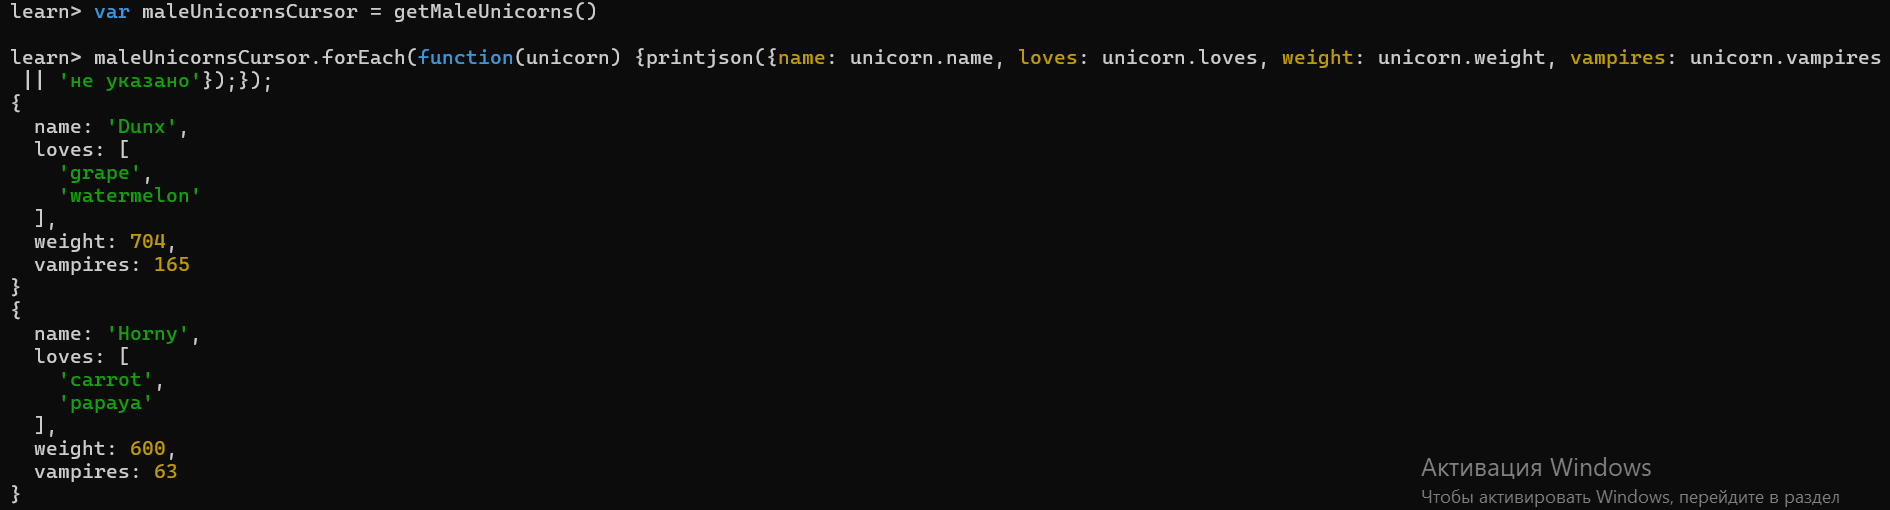 learn> var maleUnicornsCursor = getMaleUnicorns()
learn> maleUnicornsCursor.forEach(function(unicorn) {printjson({name: unicorn.name, loves: unicorn.loves, weight: unicorn.weight, vampires: unicorn.vampires
|| 'не указано'});});
{
name: 'Dunx',
loves: [
'grape',
'watermelon'
],
weight: 704,
vampires: 165
}
{
name: 'Horny',
loves: [
'carrot',
'papaya'
],
weight: 600,
vampires: 63
}
Активация Windows
Чтобы активировать Windows, перейдите в раздел